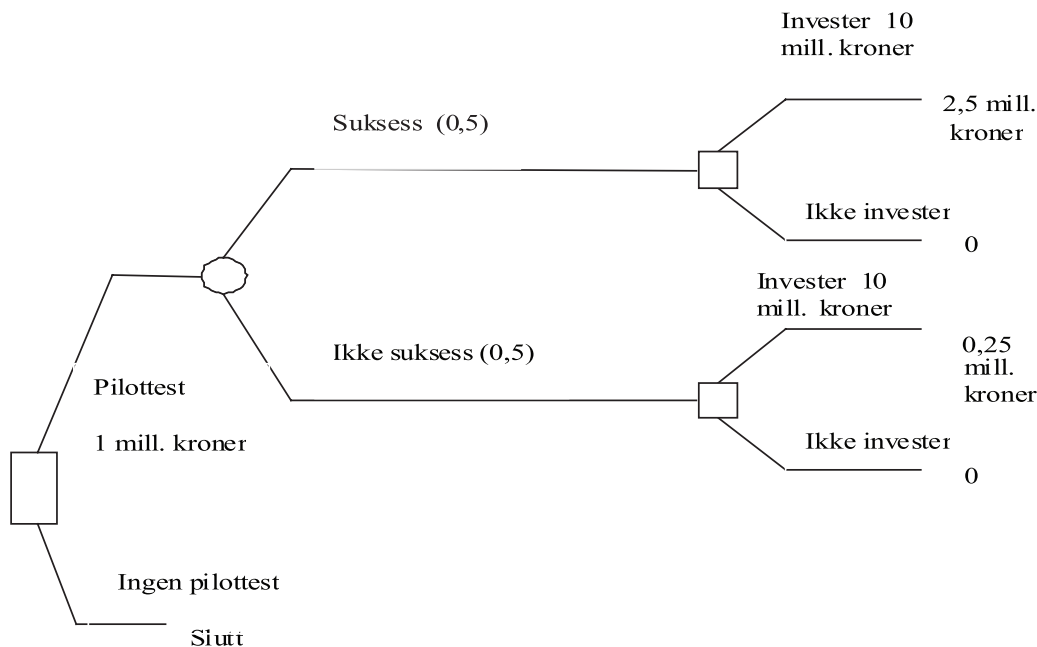 Invester 10
mill. kroner
2,5 mill.
kroner
Suksess (0,5)
Ikke invester
0
Invester 10
mill. kroner
0,25
mill.
kroner
Ikke suksess (0,5)
Pilottest
1 mill. kroner
Ikke invester
0
Ingen pilottest
Slutt